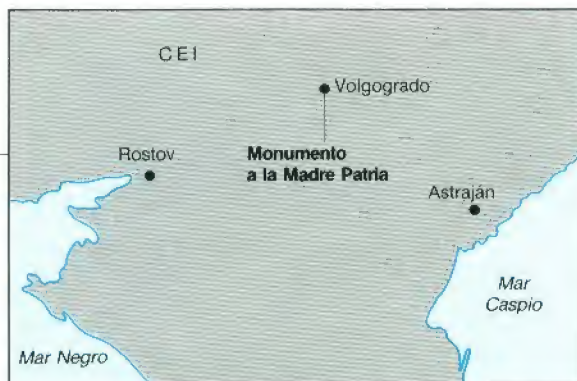 CEI
Volgogrado
Rostov
Monumento
a la Madre Patria
Astraján
Mar
Caspio
Mar Negro